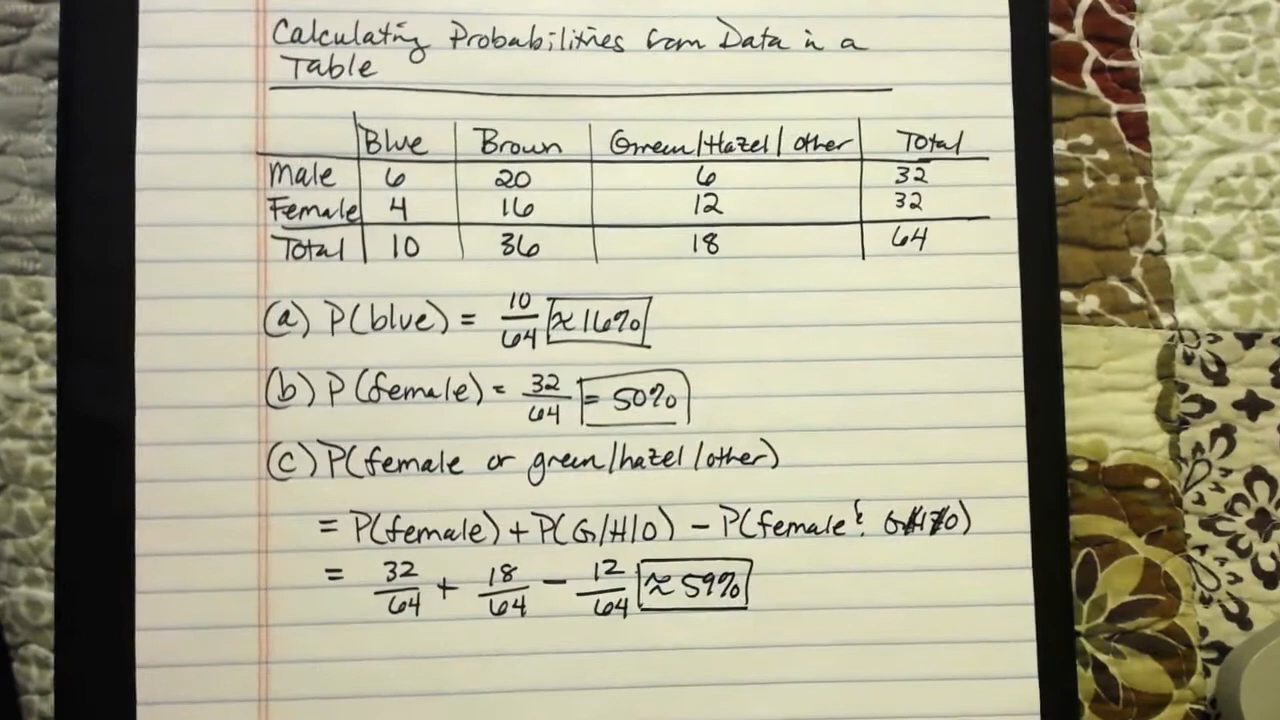 Calculating Probabilities from Data in a
Table
Blue Brown Green/Hazel/other Total
Male 6 20 6 32
Female 4 16 12 32
Total 10 36 18 64
(a) P(blue) = 10/64 ≈ 16%
(b) P(female) = 32/64 = 50%
(c) P(female or green/hazel/other)
= P(female) + P(G/H/O) - P(female & G/H/O)
= 32/64 + 18/64 - 12/64 ≈ 59%